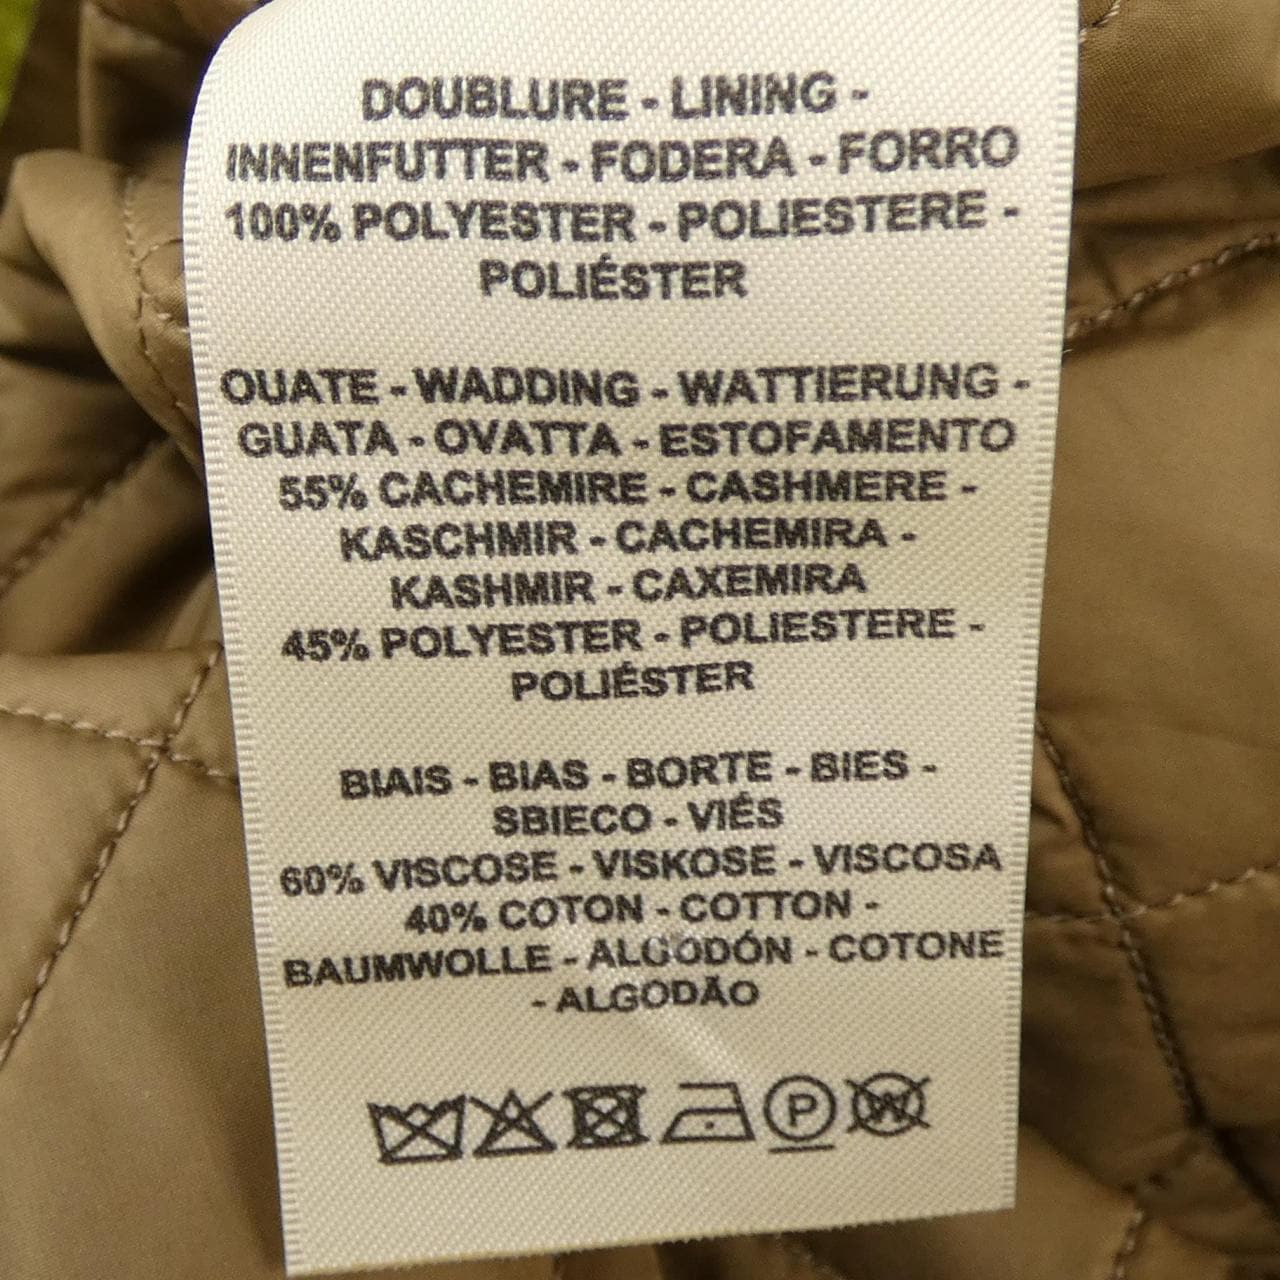 DOUBLURE - LINING -
INNENFUTTER - FODERA - FORRO
100% POLYESTER - POLIESTERE -
POLIÉSTER
OUATE - WADDING - WATTIERUNG -
GUATA - OVATTA - ESTOFAMENTO
55% CACHEMIRE - CASHMERE -
KASCHMIR - CACHEMIRA -
KASHMIR - CAXEMIRA
45% POLYESTER - POLIESTERE -
POLIÉSTER
BIAIS - BIAS - BORTE - BIES -
SBIECO - VIÉS
60% VISCOSE - VISKOSE - VISCOSA
40% COTON - COTTON -
BAUMWOLLE - ALGODÓN - COTONE
- ALGODÃO
P W